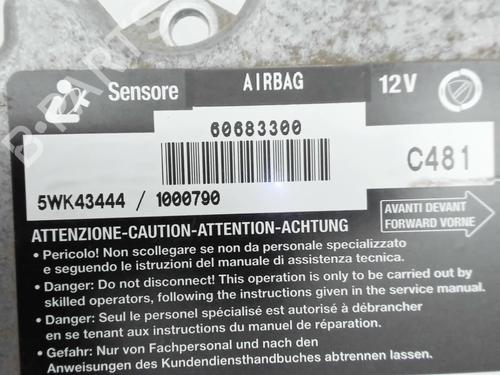 Sensore AIRBAG 12V
60683300
C481
5WK43444 / 1000790
AVANTI DEVANT
FORWARD VORNE
ATTENZIONE-CAUTION-ATTENTION-ACHTUNG
• Pericolo! Non scollegare se non da personale specializzato
e seguendo le istruzioni del manuale di assistenza tecnica.
• Danger: Do not disconnect! This operation is only to be carried out by
skilled operators, following the instructions given in the service manual.
• Danger: Seul le personel spécialisé est autorisé à débrancher
en se tenant aux instructions du manuel de réparation.
• Gefahr: Nur von Fachpersonal und nach den
Anweisungen des Kundendiensthandbuches abtrennen lassen.
B-PARTS